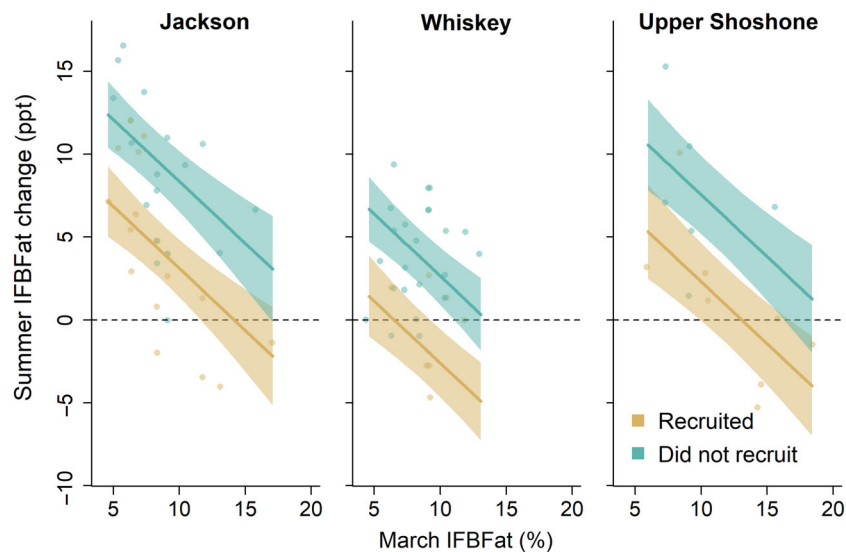 Jackson Whiskey Upper Shoshone
Summer IFBFat change (ppt)
15
10
5
0
−5
−10
Recruited
Did not recruit
5 10 15 20 5 10 15 20 5 10 15 20
March IFBFat (%)